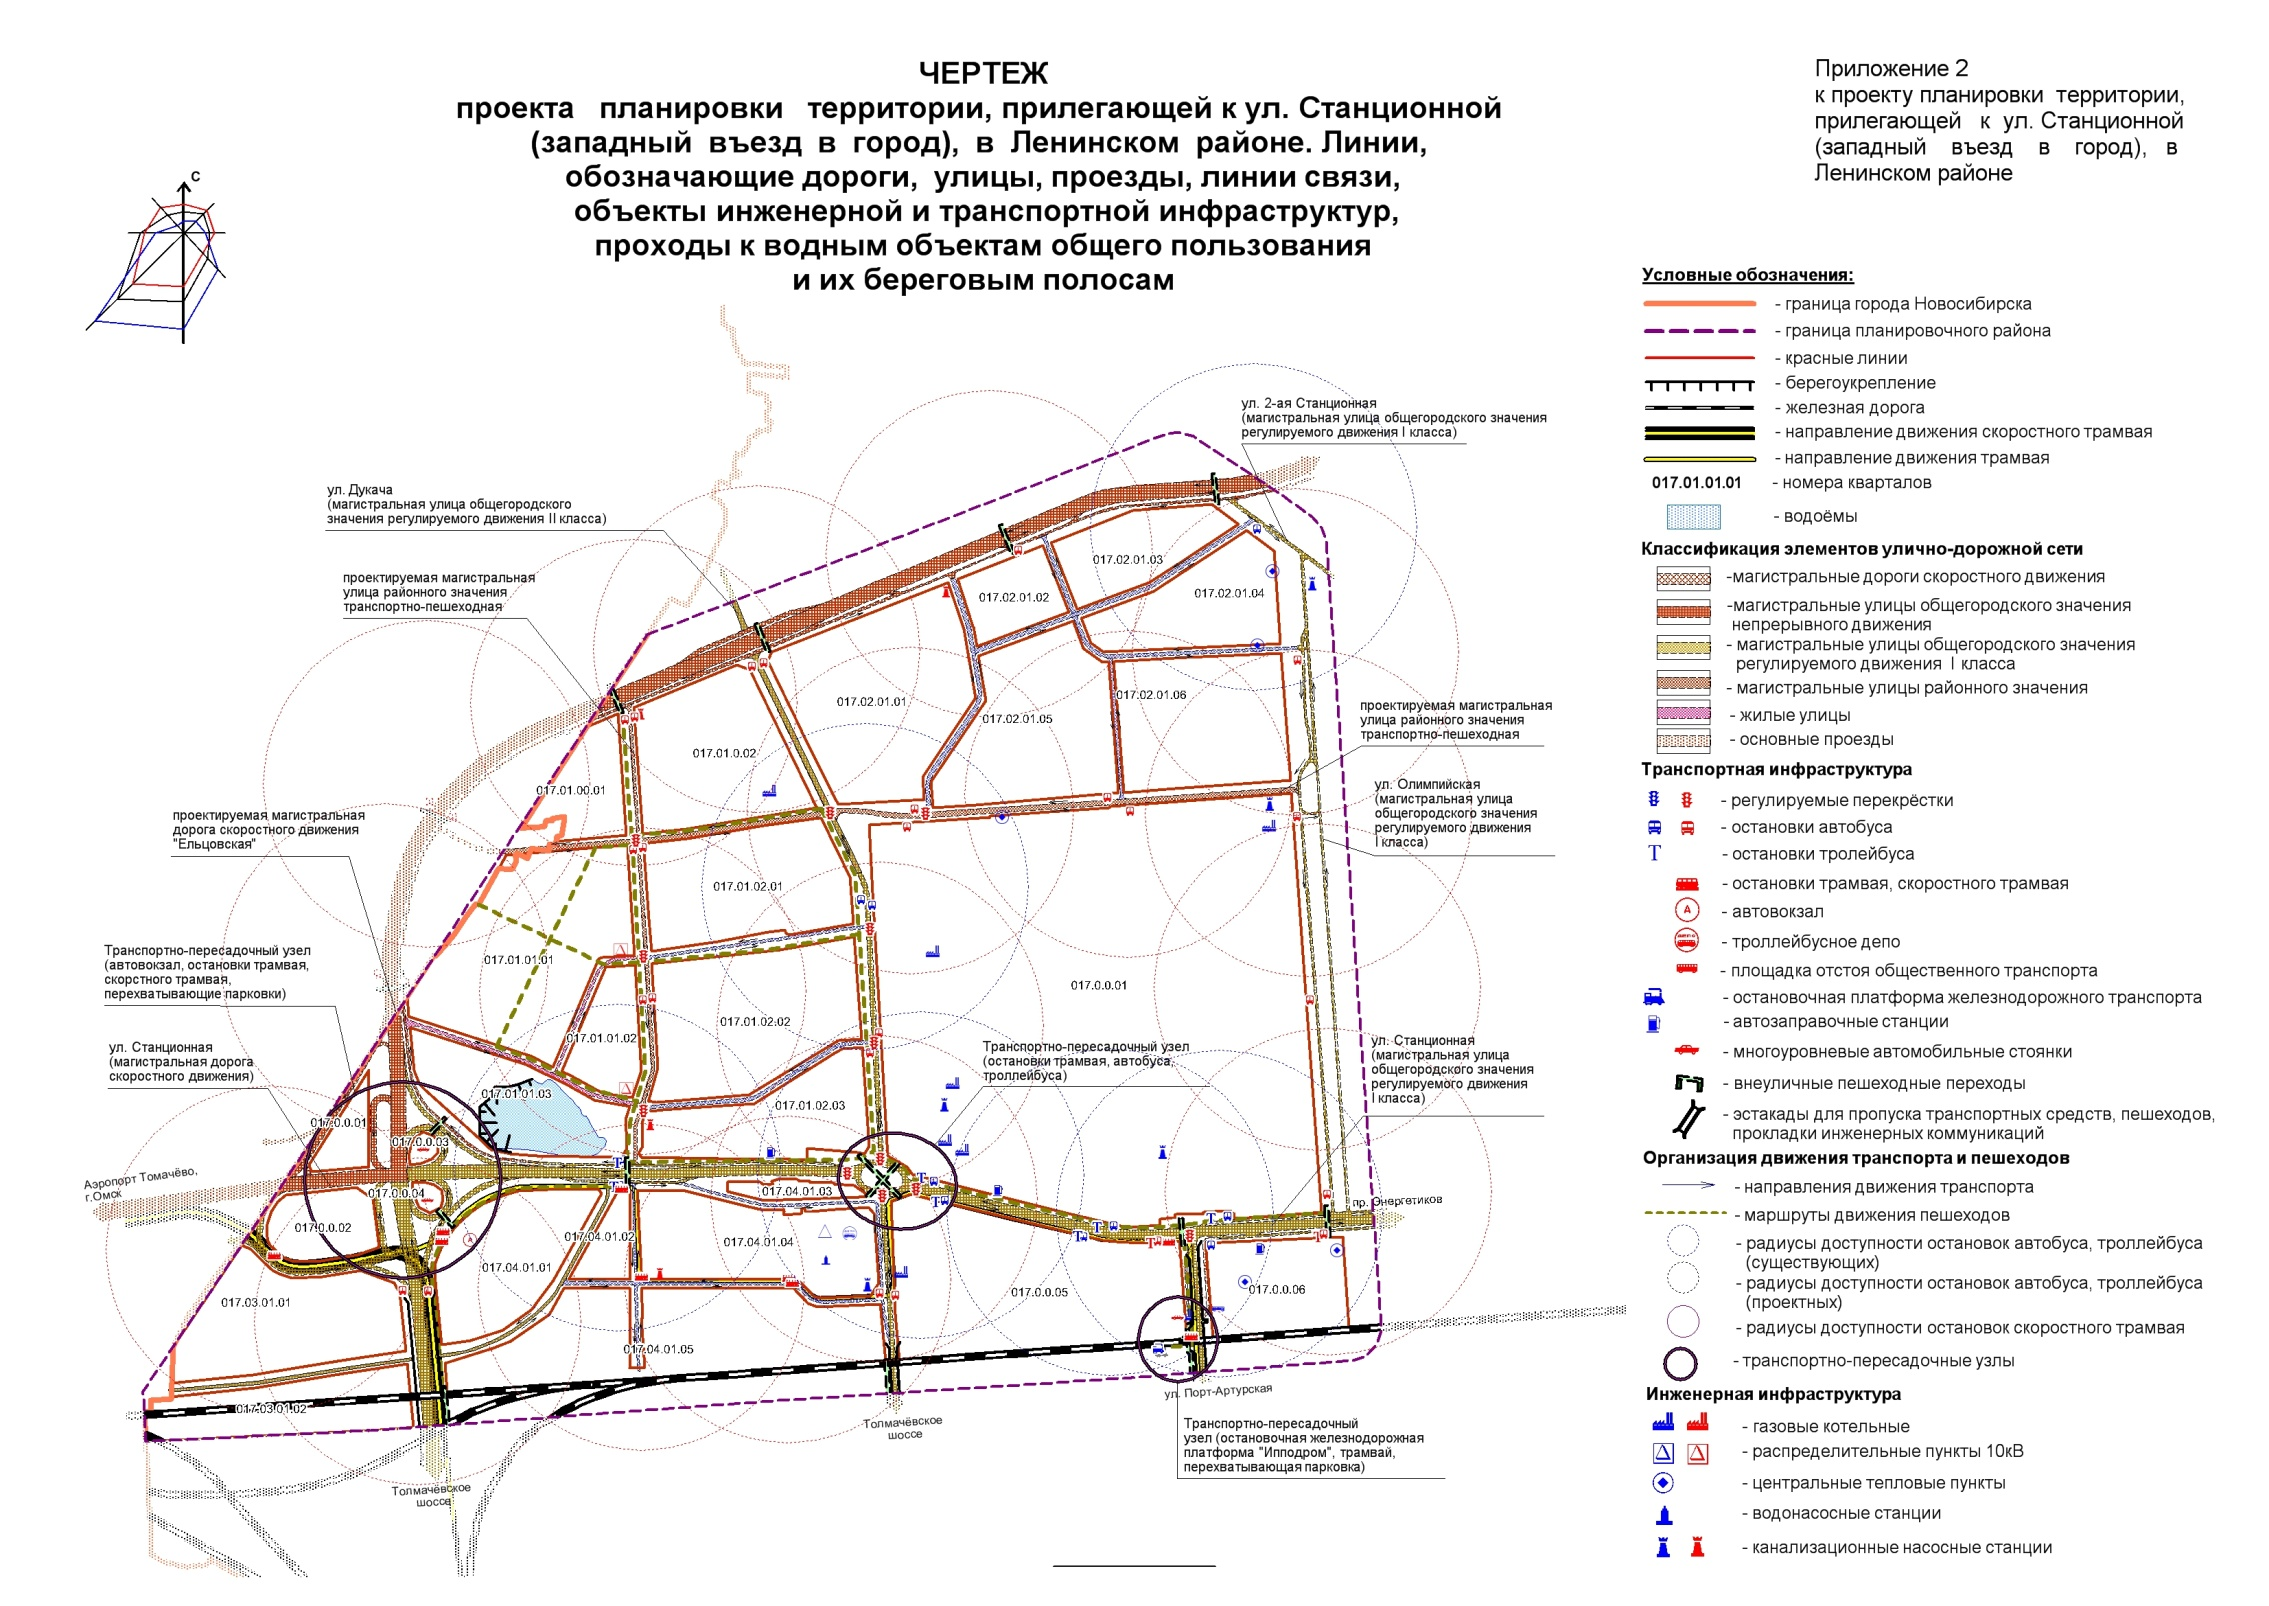 ЧЕРТЕЖ
проекта планировки территории, прилегающей к ул. Станционной
(западный въезд в город), в Ленинском районе. Линии,
обозначающие дороги, улицы, проезды, линии связи,
объекты инженерной и транспортной инфраструктур,
проходы к водным объектам общего пользования
и их береговым полосам
Приложение 2
к проекту планировки территории,
прилегающей к ул. Станционной
(западный въезд в город), в
Ленинском районе
С
ул. 2-ая Станционная
(магистральная улица общегородского значения
регулируемого движения I класса)
ул. Дукача
(магистральная улица общегородского
значения регулируемого движения II класса)
проектируемая магистральная
улица районного значения
транспортно-пешеходная
017.02.01.03
017.02.01.02
017.02.01.04
017.02.01.06
017.02.01.01
017.02.01.05
проектируемая магистральная
улица районного значения
транспортно-пешеходная
017.01.0.02
017.01.00.01
ул. Олимпийская
(магистральная улица
общегородского значения
регулируемого движения
I класса)
проектируемая магистральная
дорога скоростного движения
"Ельцовская"
017.01.02.01
Транспортно-пересадочный узел
(автовокзал, остановки трамвая,
скорстного трамвая,
перехватывающие парковки)
017.01.01.01
017.0.0.01
017.01.02.02
017.01.01.02
ул. Станционная
(магистральная дорога
скоростного движения)
Транспортно-пересадочный узел
(остановки трамвая, автобуса,
троллейбуса)
ул. Станционная
(магистральная улица
общегородского значения
регулируемого движения
I класса)
017.01.01.03
017.01.02.03
017.0.0.01
017.0.0.03
Аэропорт Томачёво,
г.Омск
017.0.0.04
017.04.01.03
пр. Энергетиков
017.0.0.02
017.04.01.02
017.04.01.04
017.04.01.01
017.03.01.01
017.0.0.05
017.0.0.06
017.04.01.05
017.03.01.02
ул. Порт-Артурская
Толмачёвское
шоссе
Транспортно-пересадочный
узел (остановочная железнодорожная
платформа "Ипподром", трамвай,
перехватывающая парковка)
Толмачёвское
шоссе
Условные обозначения:
- граница города Новосибирска
- граница планировочного района
- красные линии
- берегоукрепление
- железная дорога
- направление движения скоростного трамвая
- направление движения трамвая
017.01.01.01 - номера кварталов
- водоёмы
Классификация элементов улично-дорожной сети
-магистральные дороги скоростного движения
-магистральные улицы общегородского значения
непрерывного движения
- магистральные улицы общегородского значения
регулируемого движения I класса
- магистральные улицы районного значения
- жилые улицы
- основные проезды
Транспортная инфраструктура
- регулируемые перекрёстки
- остановки автобуса
Т - остановки тролейбуса
- остановки трамвая, скоростного трамвая
А - автовокзал
- троллейбусное депо
- площадка отстоя общественного транспорта
- остановочная платформа железнодорожного транспорта
- автозаправочные станции
- многоуровневые автомобильные стоянки
- внеуличные пешеходные переходы
- эстакады для пропуска транспортных средств, пешеходов,
прокладки инженерных коммуникаций
Организация движения транспорта и пешеходов
- направления движения транспорта
- маршруты движения пешеходов
- радиусы доступности остановок автобуса, троллейбуса
(существующих)
- радиусы доступности остановок автобуса, троллейбуса
(проектных)
- радиусы доступности остановок скоростного трамвая
- транспортно-пересадочные узлы
Инженерная инфраструктура
- газовые котельные
- распределительные пункты 10кВ
- центральные тепловые пункты
- водонасосные станции
- канализационные насосные станции